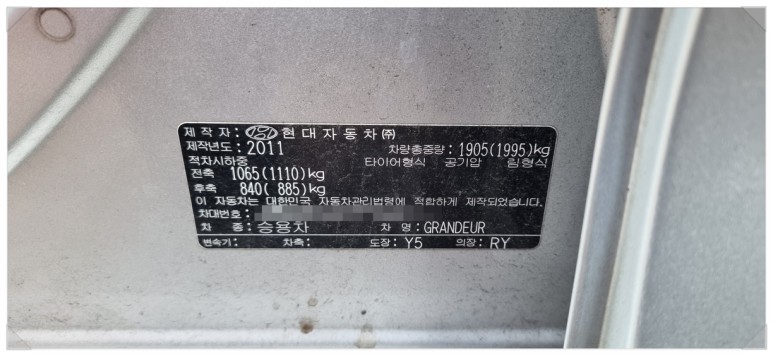 제 작 자: 현대자동차㈜
제작년도: 2011 차량총중량: 1905(1995)kg
적차시하중 타이어형식 공기압 림형식
전축 1065(1110)kg
후축 840( 885)kg
이 자동차는 대한민국 자동차관리법령에 적합하게 제작되었습니다.
차대번호:
차 종: 승용차 차 명: GRANDEUR
변속기: 차축: 도장: Y5 의장: RY